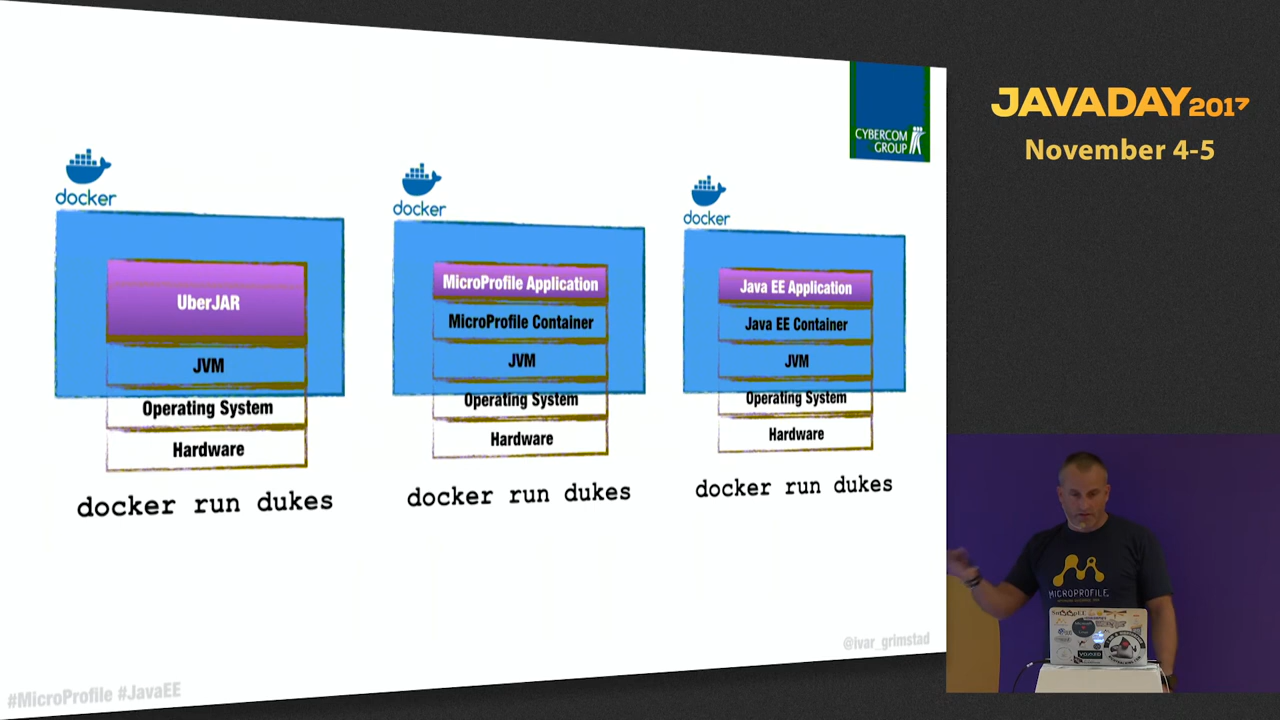 JAVADAY 2017
November 4-5
CYBERCOM
GROUP
docker
UberJAR
JVM
Operating System
Hardware
docker run dukes
docker
MicroProfile Application
MicroProfile Container
JVM
Operating System
Hardware
docker run dukes
docker
Java EE Application
Java EE Container
JVM
Operating System
Hardware
docker run dukes
@ivar_grimstad
#MicroProfile #JavaEE
MICROPROFILE